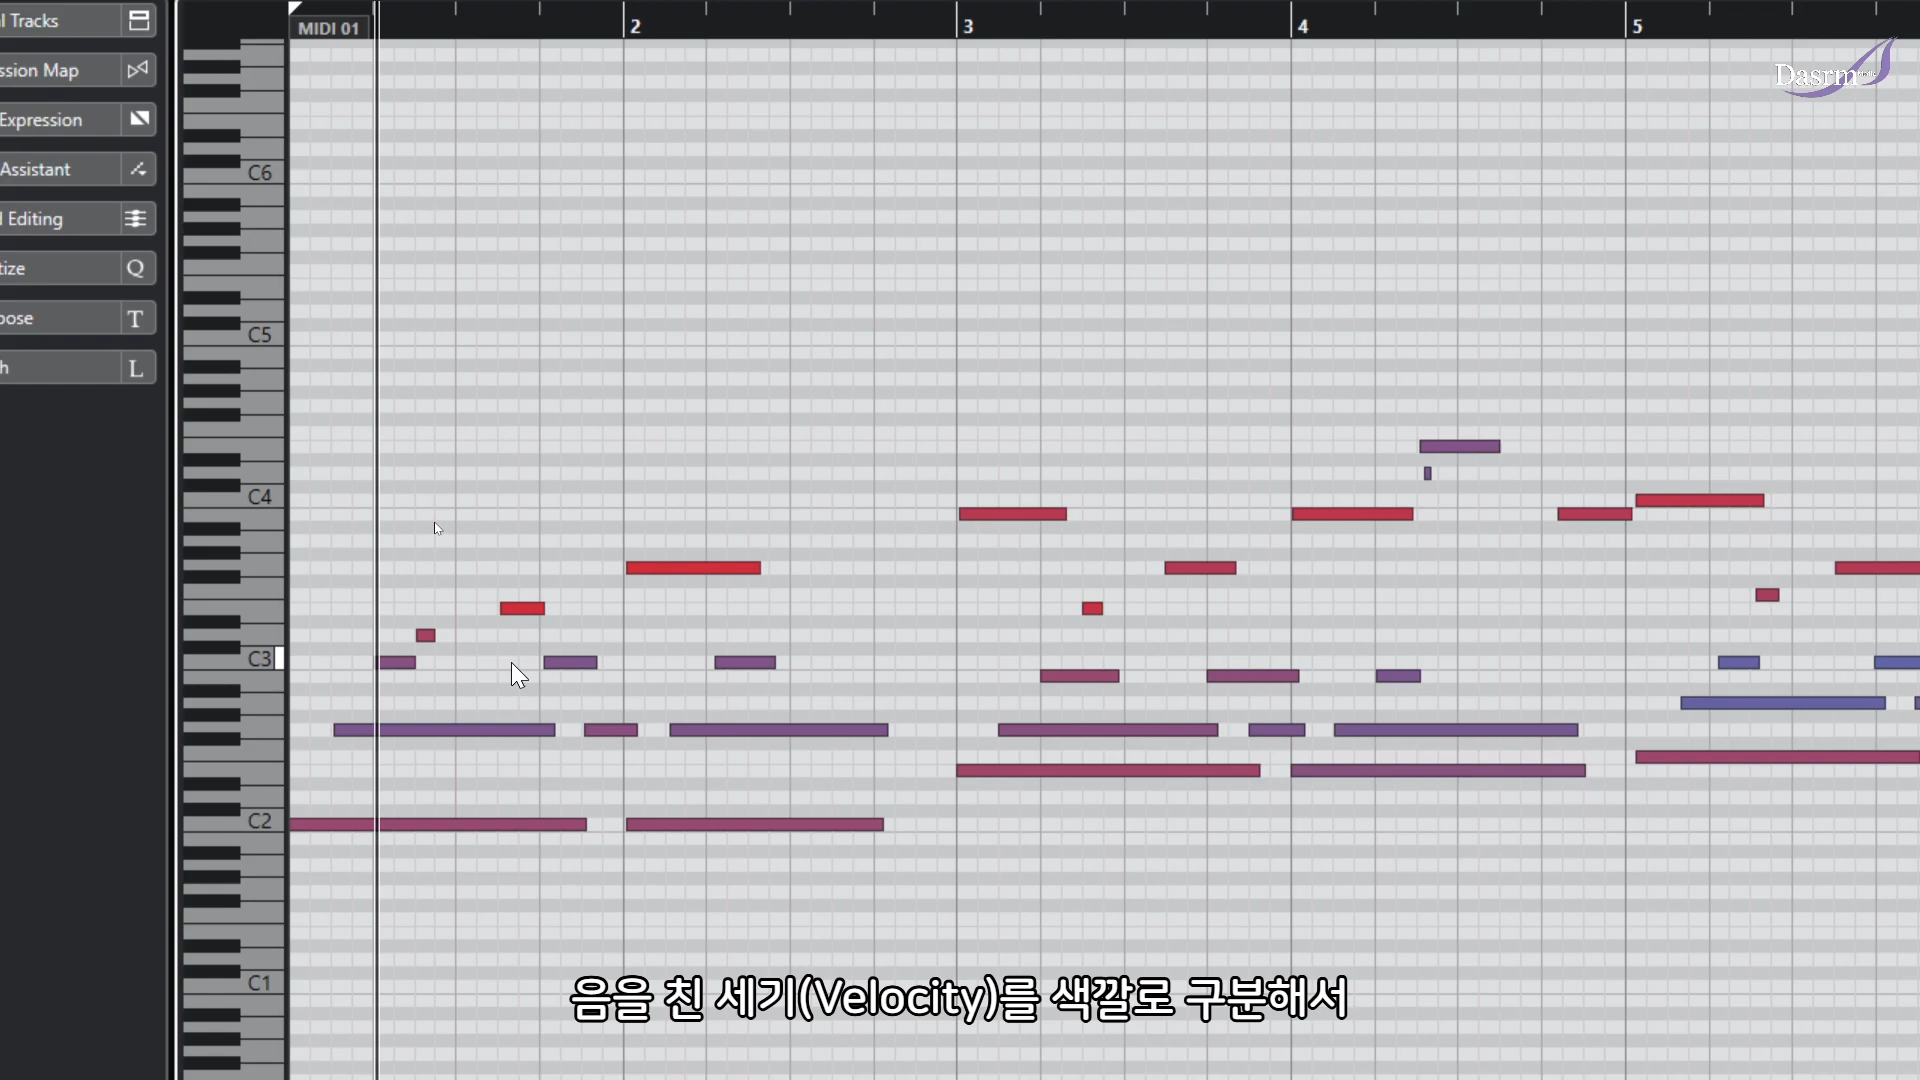 l Tracks
ssion Map
Expression
Assistant
l Editing
tize
Q
pose
T
h
L
MIDI 01
2
3
4
5
Dasrm
C6
C5
C4
C3
C2
C1
음을 친 세기(Velocity)를 색깔로 구분해서